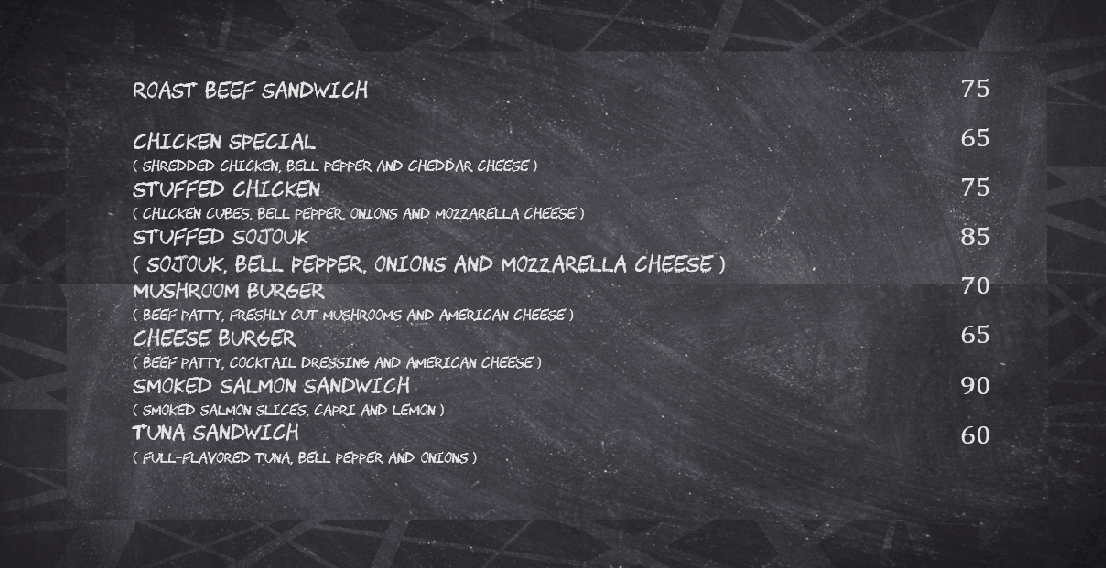 ROAST BEEF SANDWICH 75
CHICKEN SPECIAL 65
( SHREDDED CHICKEN, BELL PEPPER AND CHEDDAR CHEESE )
STUFFED CHICKEN 75
( CHICKEN CUBES, BELL PEPPER, ONIONS AND MOZZARELLA CHEESE )
STUFFED SOJOUK 85
( SOJOUK, BELL PEPPER, ONIONS AND MOZZARELLA CHEESE )
MUSHROOM BURGER 70
( BEEF PATTY, FRESHLY CUT MUSHROOMS AND AMERICAN CHEESE )
CHEESE BURGER 65
( BEEF PATTY, COCKTAIL DRESSING AND AMERICAN CHEESE )
SMOKED SALMON SANDWICH 90
( SMOKED SALMON SLICES, CAPRI AND LEMON )
TUNA SANDWICH 60
( FULL-FLAVORED TUNA, BELL PEPPER AND ONIONS )